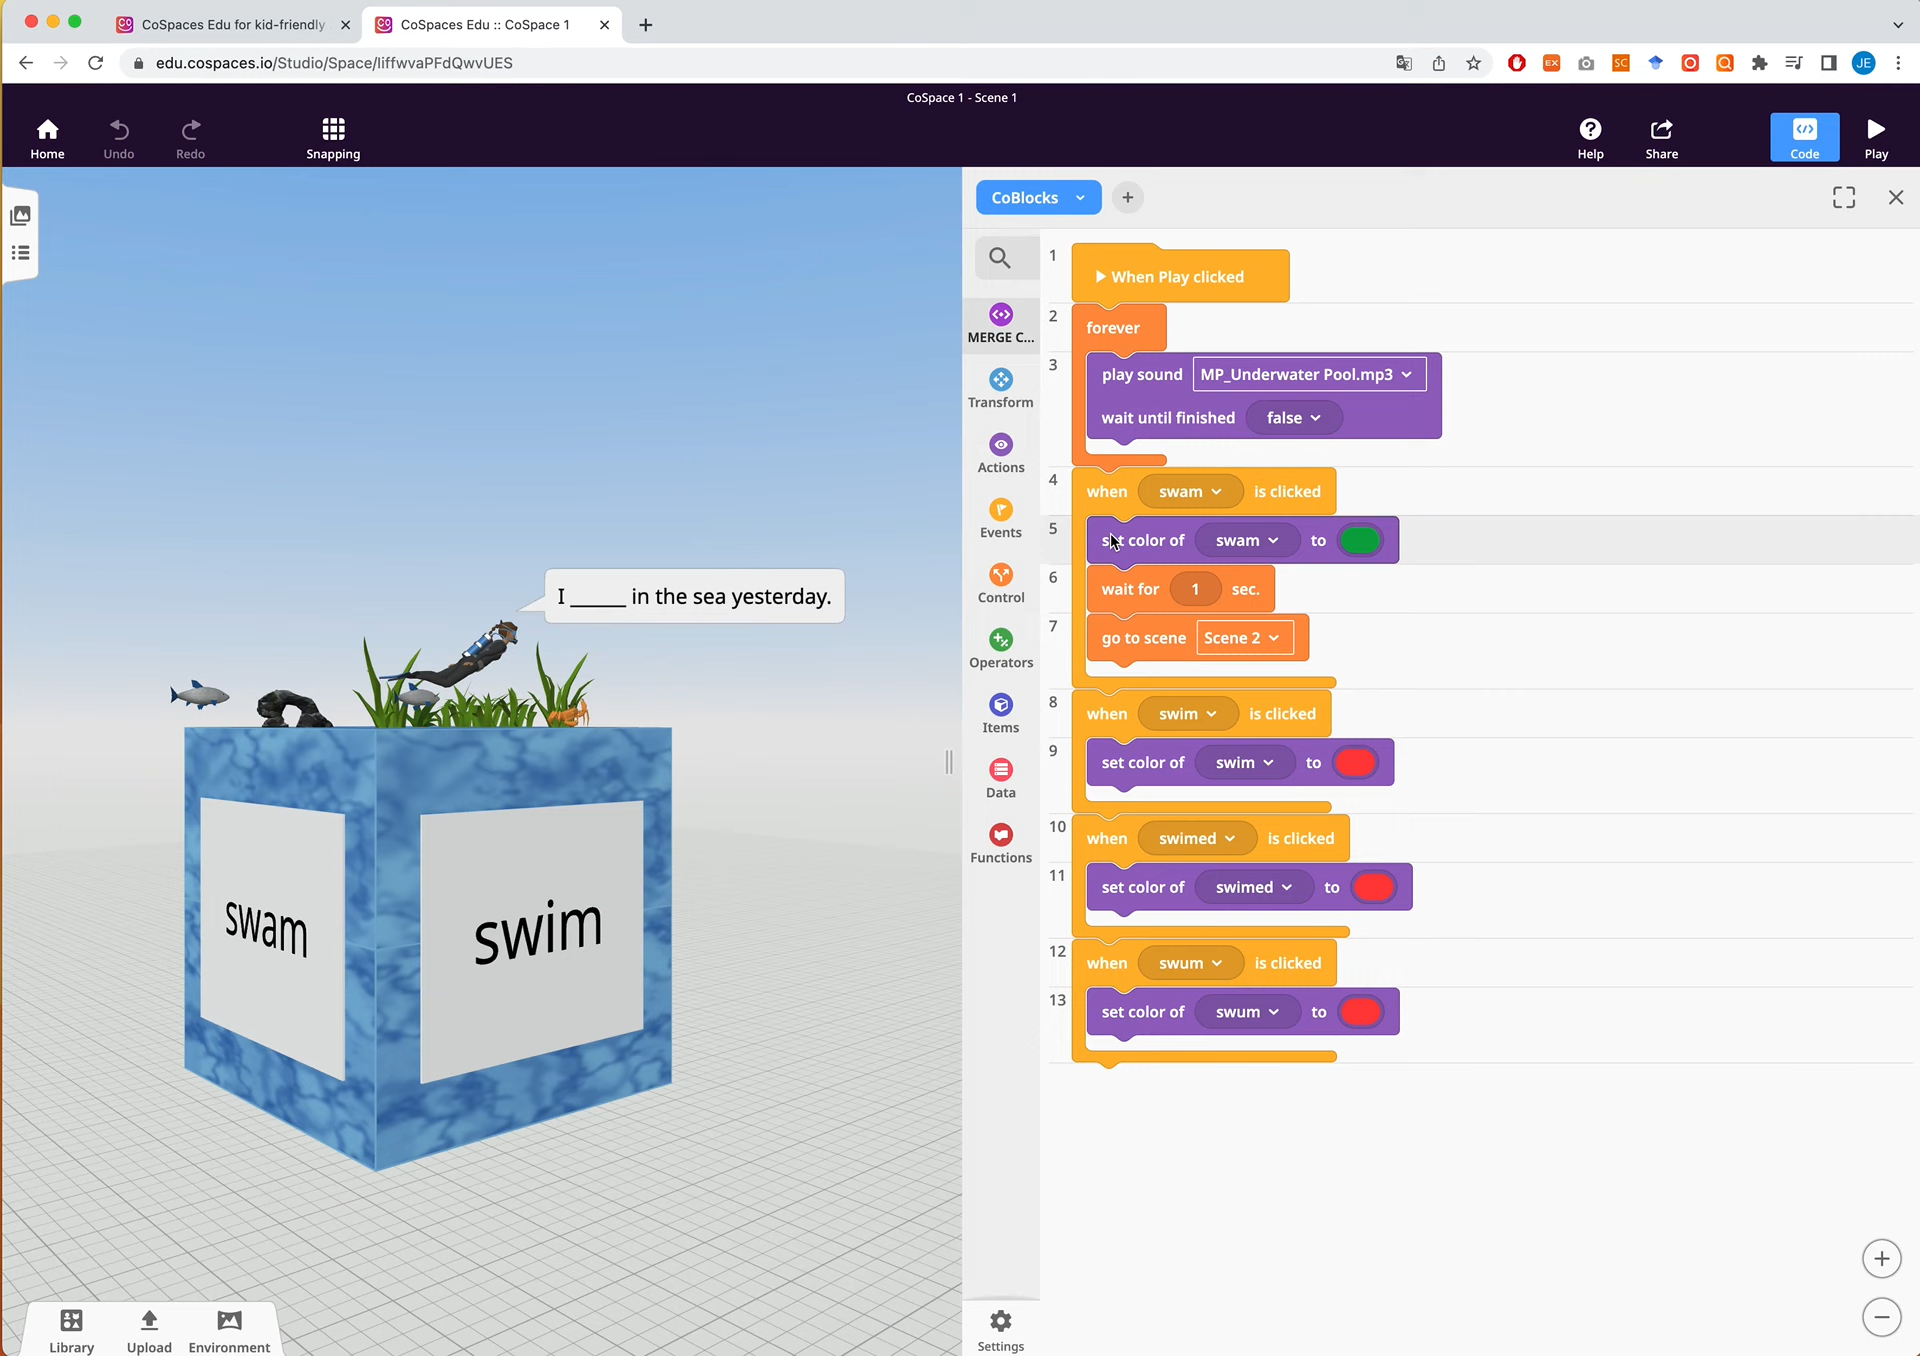 CoSpaces Edu for kid-friendly
CoSpaces Edu :: CoSpace 1
edu.cospaces.io/Studio/Space/liffwvaPFdQwvUES
EX
SC
JE
CoSpace 1 - Scene 1
Home
Undo
Redo
Snapping
Help
Share
Code
Play
CoBlocks
MERGE C...
Transform
Actions
Events
Control
Operators
Items
Data
Functions
Settings
1
When Play clicked
2
forever
3
play sound MP_Underwater Pool.mp3
wait until finished false
4
when swam is clicked
5
set color of swam to
6
wait for 1 sec.
7
go to scene Scene 2
8
when swim is clicked
9
set color of swim to
10
when swimed is clicked
11
set color of swimed to
12
when swum is clicked
13
set color of swum to
I _____ in the sea yesterday.
swam
swim
Library
Upload
Environment